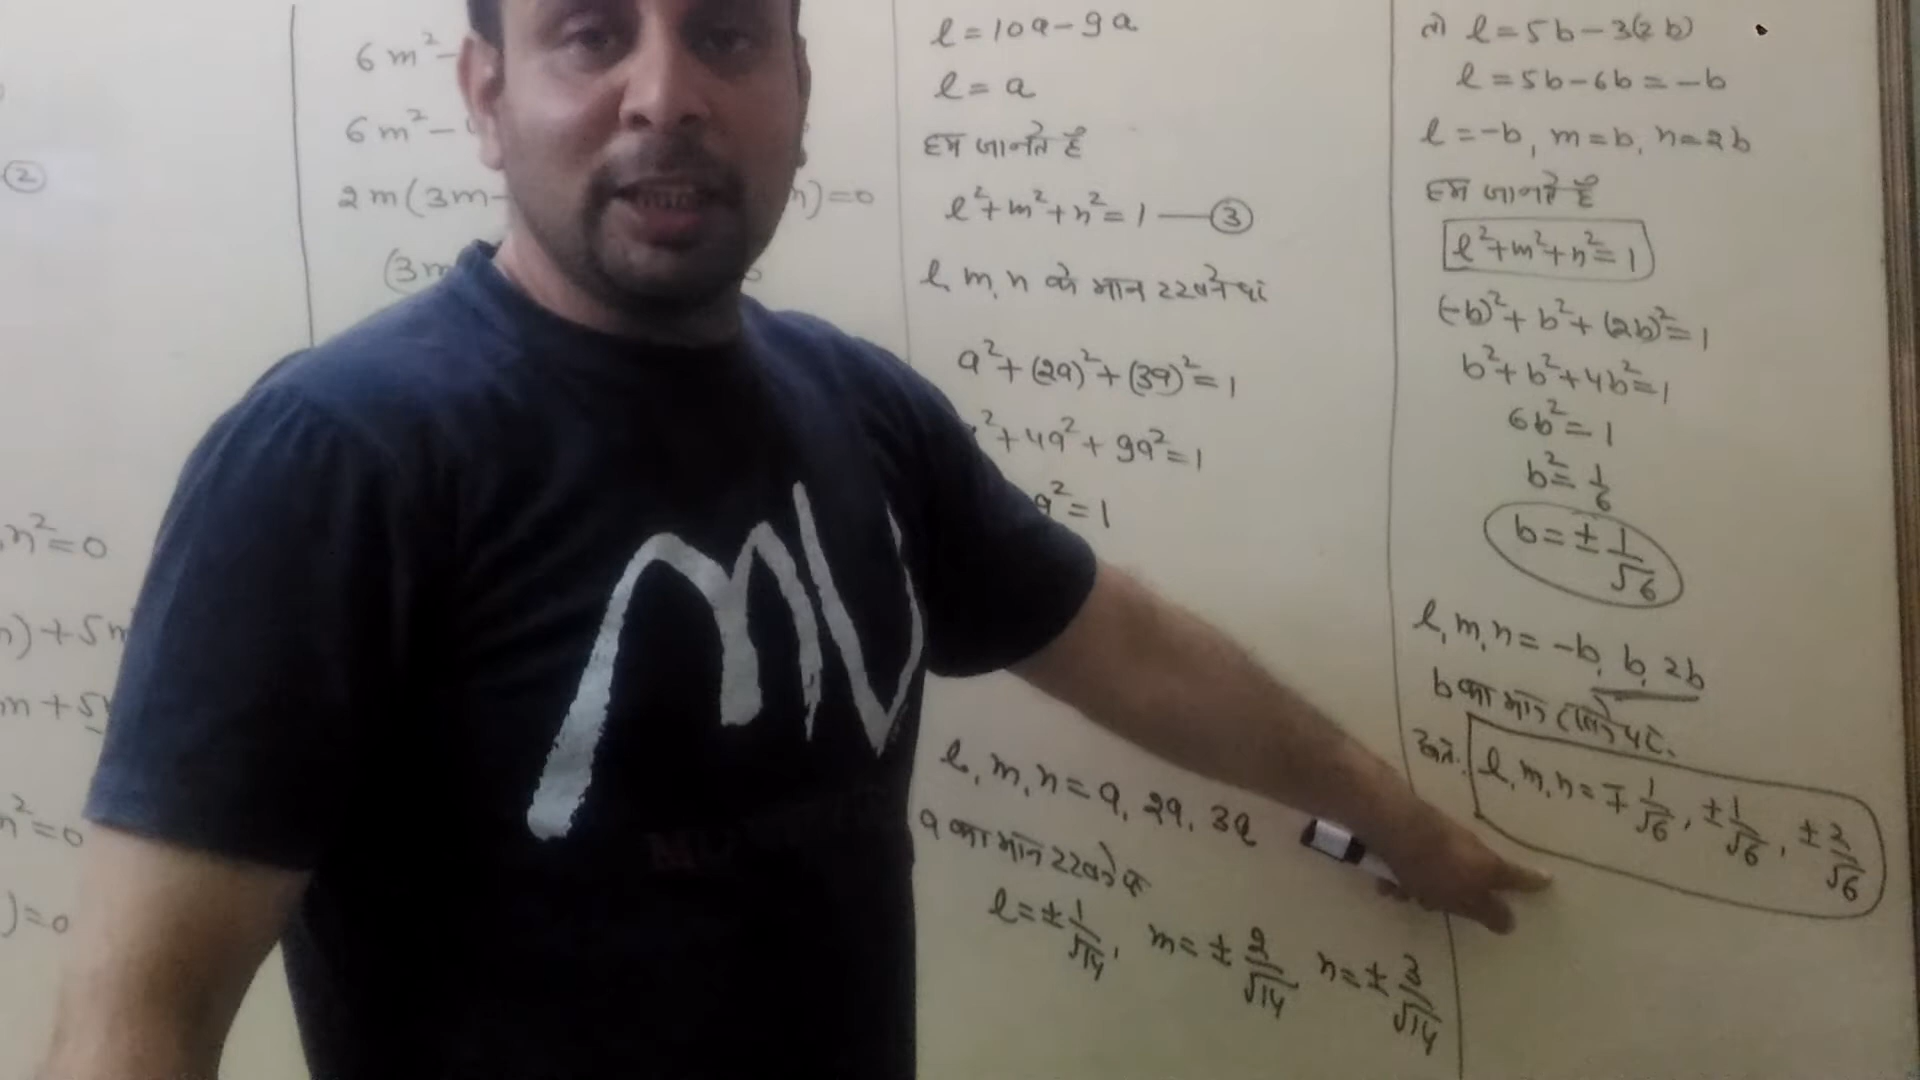 ②
n²=0
n)+5m
m+5
n²=0
)=0
6m²-
6m²-
2m(3m-
n)=0
(3m
l=10a-9a
l=a
हम जानते है
l²+m²+n²=1 — ③
l, m, n के मान रखने पर
a²+(2a)²+(3a)²=1
²+4a²+9a²=1
a²=1
l, m, n = a, 2a, 3a
a का मान रखने पर
l=±1/√14, m=±2/√14 n=±3/√14
तो l=5b-3(2b)
l=5b-6b=-b
l=-b, m=b, n=2b
हम जानते है
l²+m²+n²=1
(-b)²+b²+(2b)²=1
b²+b²+4b²=1
6b²=1
b²=1/6
b=±1/√6
l, m, n = -b, b, 2b
b का मान रखने पर.
अतः l, m, n = ∓1/√6, ±1/√6, ±2/√6
MU